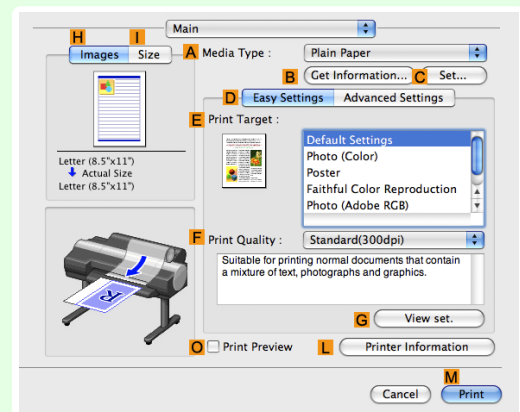 Main
H I
Images Size
A Media Type : Plain Paper
B Get Information... C Set...
D Easy Settings Advanced Settings
E Print Target :
Default Settings
Photo (Color)
Poster
Faithful Color Reproduction
Photo (Adobe RGB)
Letter (8.5"x11")
Actual Size
Letter (8.5"x11")
F Print Quality : Standard(300dpi)
Suitable for printing normal documents that contain
a mixture of text, photographs and graphics.
R
G View set.
O Print Preview L Printer Information
M
Cancel Print